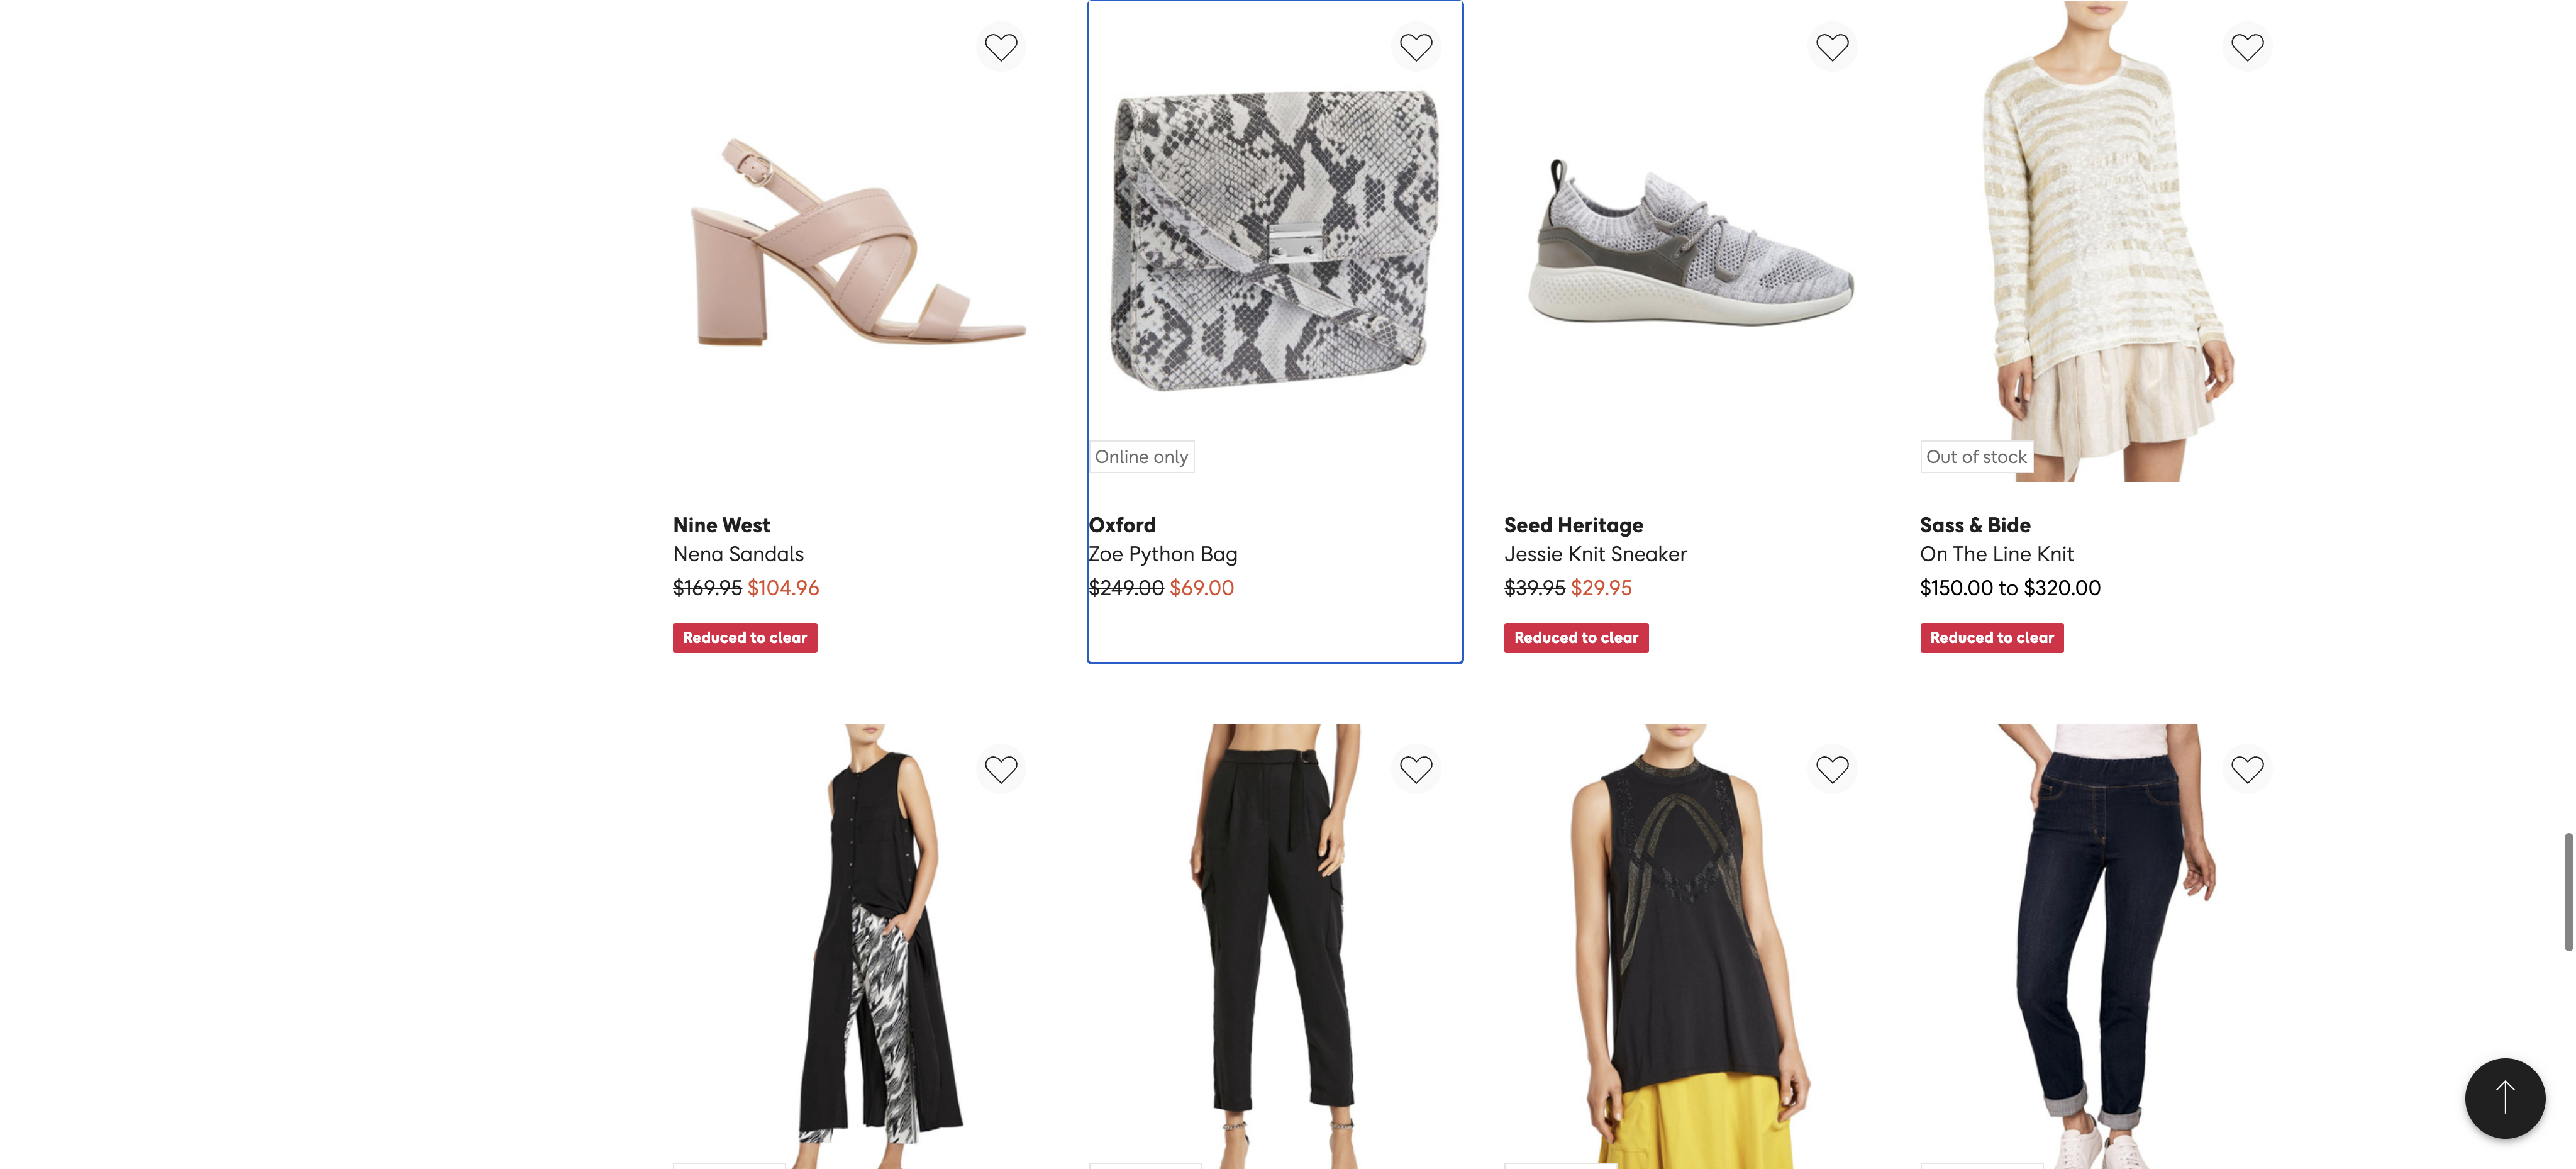 Online only
Out of stock
Nine West
Nena Sandals
$169.95 $104.96
Reduced to clear
Oxford
Zoe Python Bag
$249.00 $69.00
Seed Heritage
Jessie Knit Sneaker
$39.95 $29.95
Reduced to clear
Sass & Bide
On The Line Knit
$150.00 to $320.00
Reduced to clear